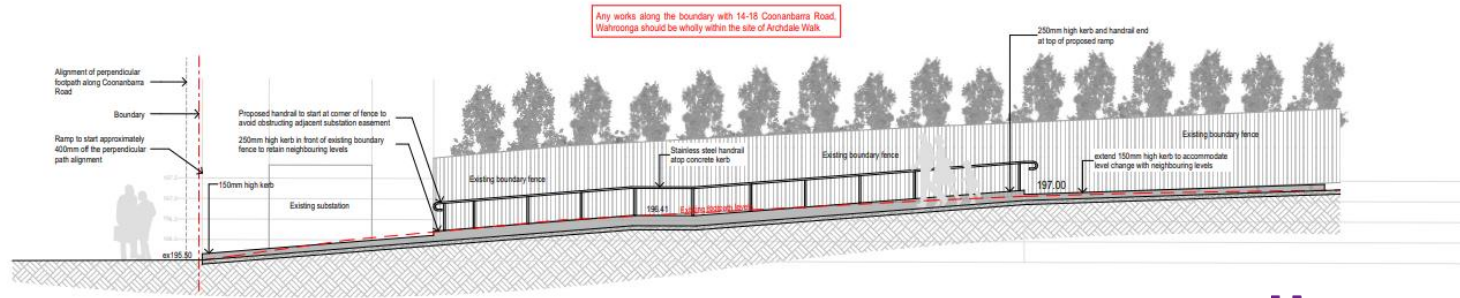 Any works along the boundary with 14-18 Coonanbarra Road,
Wahroonga should be wholly within the site of Archdale Walk
250mm high kerb and handrail end
at top of proposed ramp
Alignment of perpendicular
footpath along Coonanbarra
Road
Boundary
Ramp to start approximately
400mm off the perpendicular
path alignment
150mm high kerb
Proposed handrail to start at corner of fence to
avoid obstructing adjacent substation easement
250mm high kerb in front of existing boundary
fence to retain neighbouring levels
Existing substation
Existing boundary fence
Stainless steel handrail
atop concrete kerb
Existing boundary fence
Existing boundary fence
extend 150mm high kerb to accommodate
level change with neighbouring levels
197.00
196.41
Existing footpath levels
ex195.50